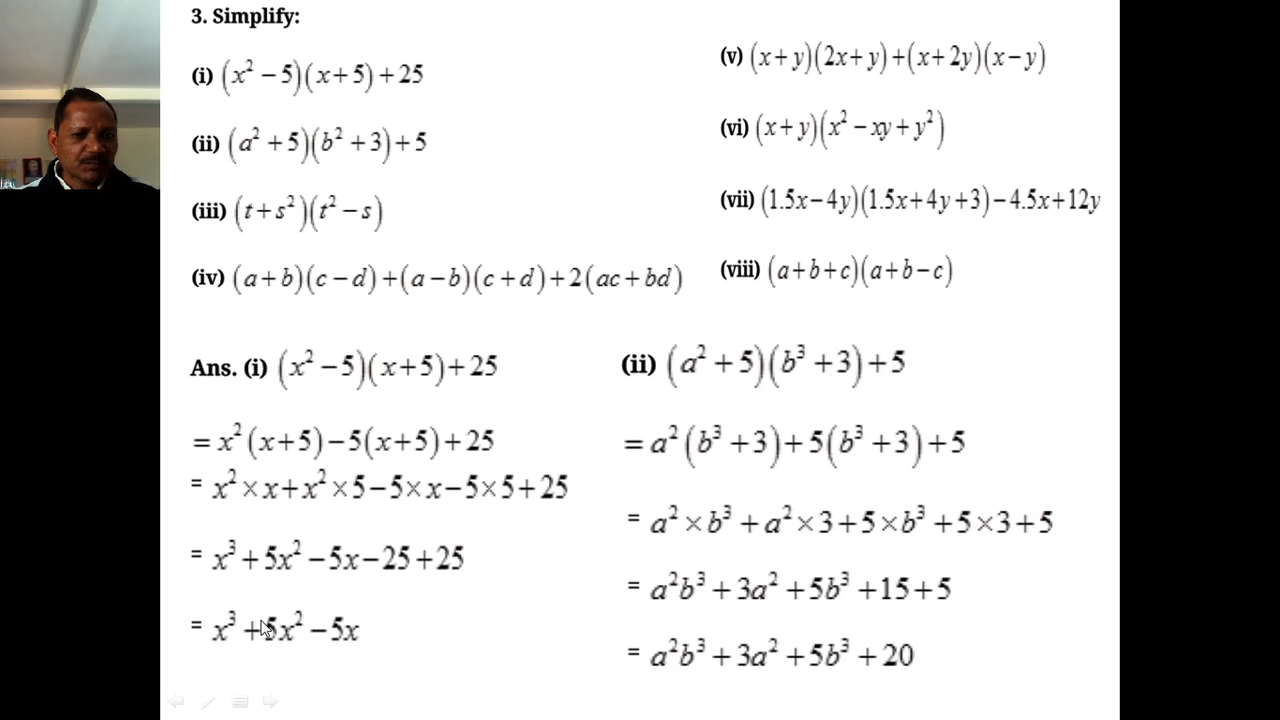 3. Simplify:
(i) (x² − 5)(x + 5) + 25
(ii) (a² + 5)(b² + 3) + 5
(iii) (t + s²)(t² − s)
(iv) (a + b)(c − d) + (a − b)(c + d) + 2(ac + bd)
(v) (x + y)(2x + y) + (x + 2y)(x − y)
(vi) (x + y)(x² − xy + y²)
(vii) (1.5x − 4y)(1.5x + 4y + 3) − 4.5x + 12y
(viii) (a + b + c)(a + b − c)
Ans. (i) (x² − 5)(x + 5) + 25
= x²(x + 5) − 5(x + 5) + 25
= x² × x + x² × 5 − 5 × x − 5 × 5 + 25
= x³ + 5x² − 5x − 25 + 25
= x³ + 5x² − 5x
(ii) (a² + 5)(b³ + 3) + 5
= a²(b³ + 3) + 5(b³ + 3) + 5
= a² × b³ + a² × 3 + 5 × b³ + 5 × 3 + 5
= a²b³ + 3a² + 5b³ + 15 + 5
= a²b³ + 3a² + 5b³ + 20